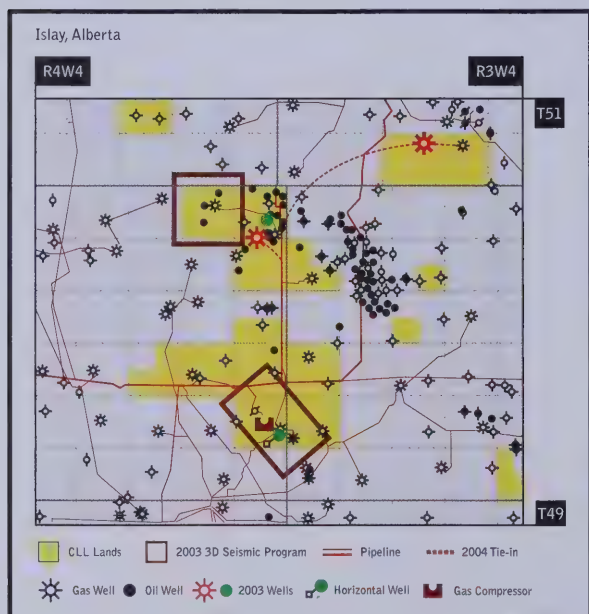 Islay, Alberta
R4W4 R3W4
T51
T49
CLL Lands 2003 3D Seismic Program Pipeline 2004 Tie-in
Gas Well Oil Well 2003 Wells Horizontal Well Gas Compressor